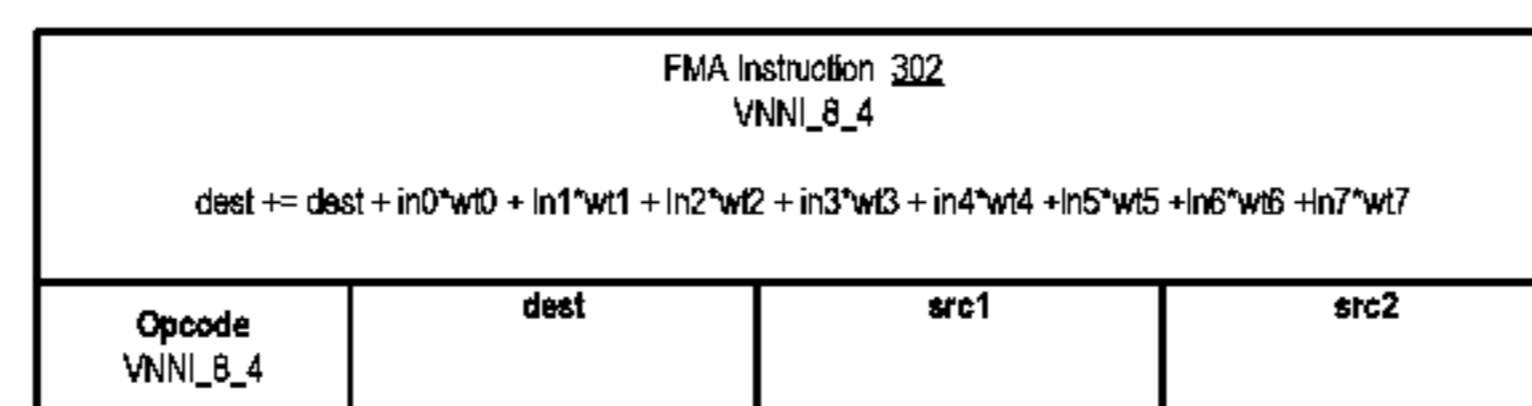 FMA Instruction 302
VNNI_8_4
dest += dest + in0*wt0 + In1*wt1 + In2*wt2 + in3*wt3 + in4*wt4 +In5*wt5 +In6*wt6 +In7*wt7
Opcode
VNNI_8_4
dest
src1
src2